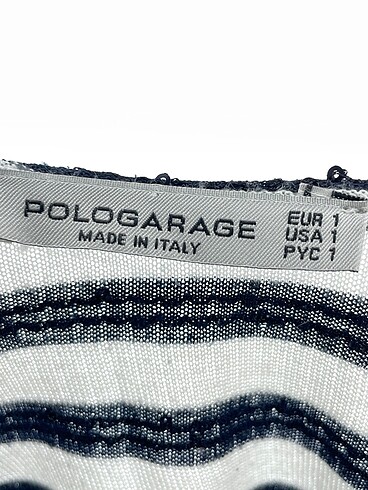 POLOGARAGE
MADE IN ITALY
EUR 1
USA 1
PYC 1